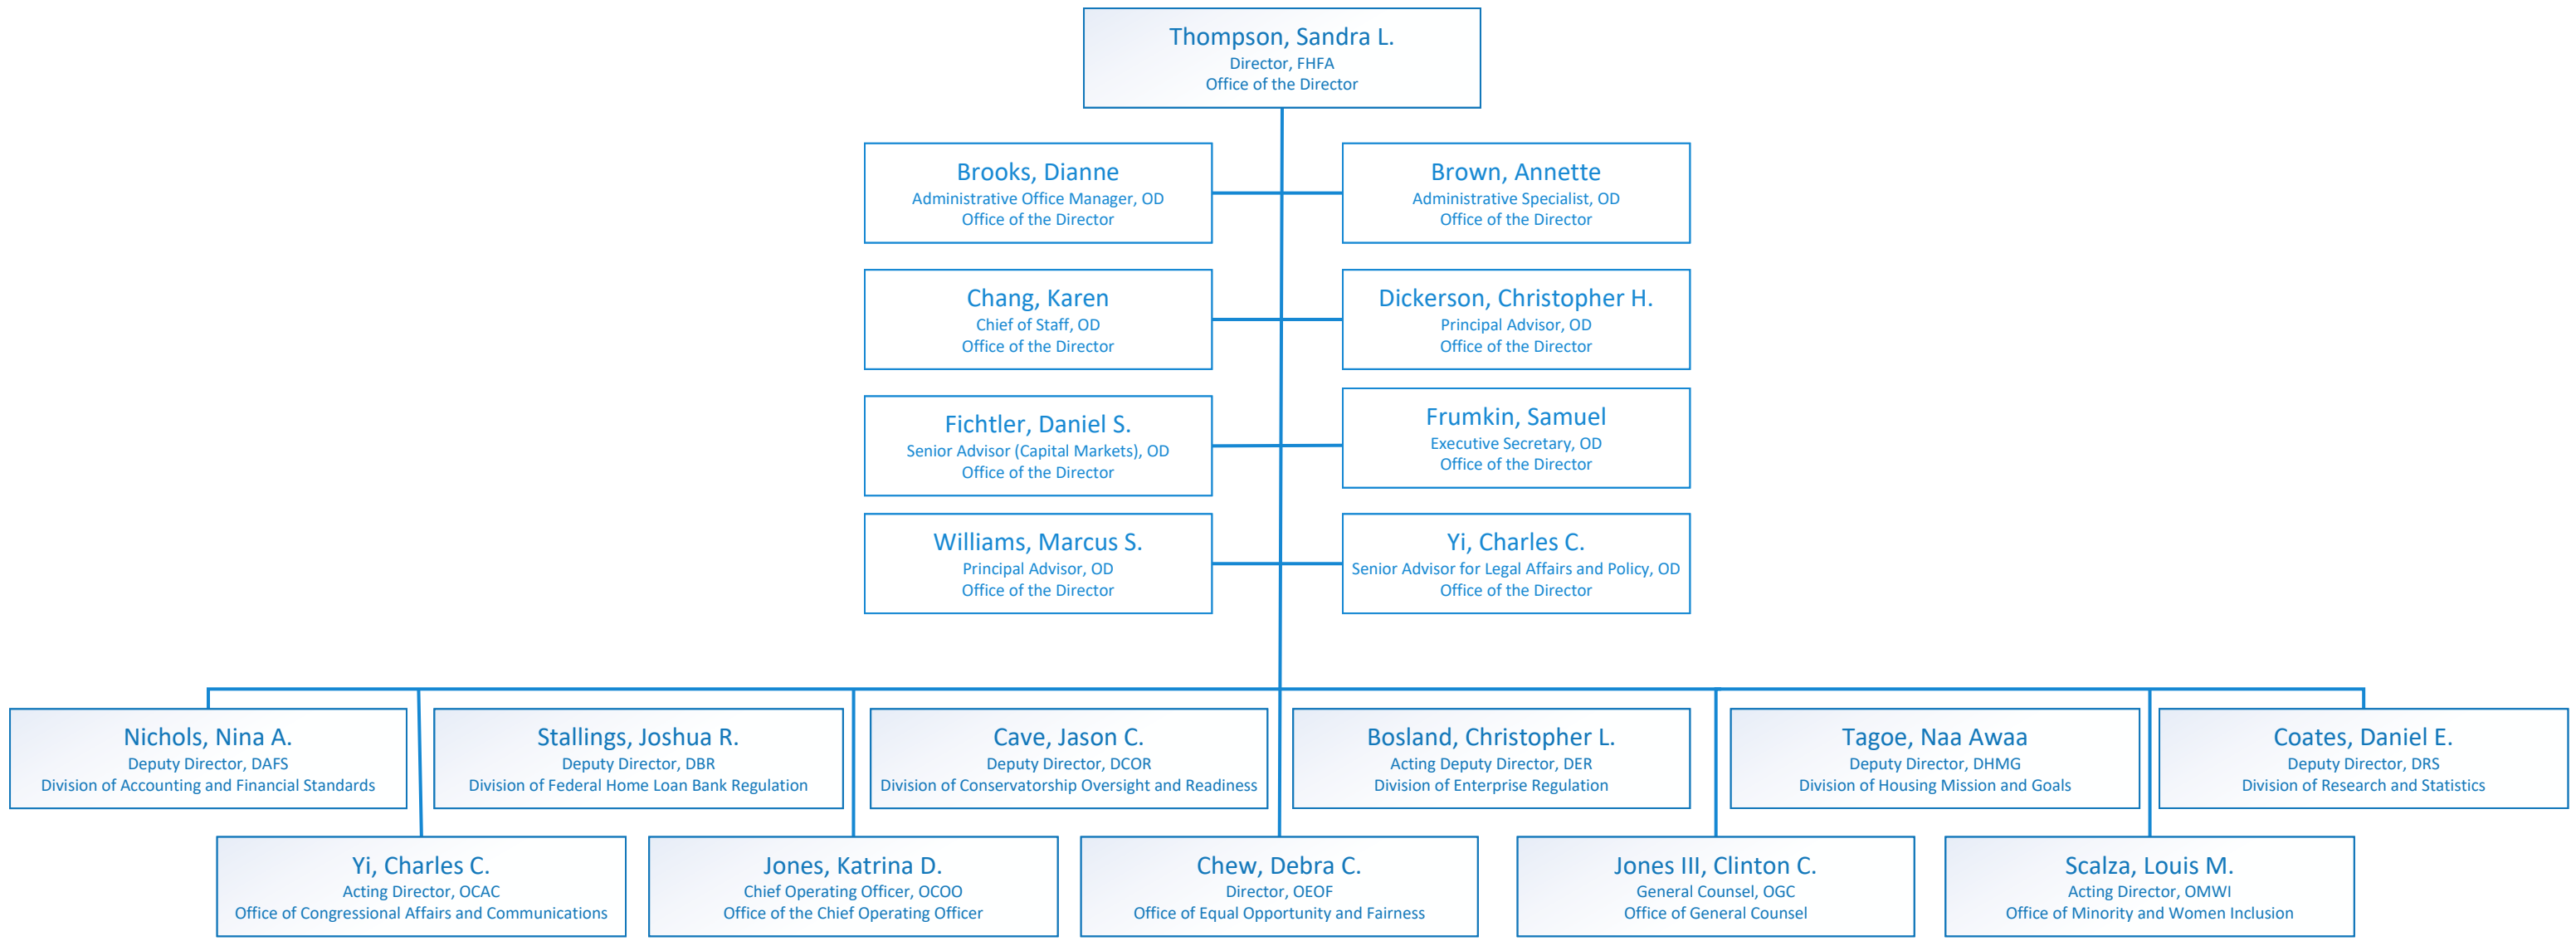 Thompson, Sandra L.
Director, FHFA
Office of the Director
Brooks, Dianne
Administrative Office Manager, OD
Office of the Director
Brown, Annette
Administrative Specialist, OD
Office of the Director
Chang, Karen
Chief of Staff, OD
Office of the Director
Dickerson, Christopher H.
Principal Advisor, OD
Office of the Director
Fichtler, Daniel S.
Senior Advisor (Capital Markets), OD
Office of the Director
Frumkin, Samuel
Executive Secretary, OD
Office of the Director
Williams, Marcus S.
Principal Advisor, OD
Office of the Director
Yi, Charles C.
Senior Advisor for Legal Affairs and Policy, OD
Office of the Director
Nichols, Nina A.
Deputy Director, DAFS
Division of Accounting and Financial Standards
Stallings, Joshua R.
Deputy Director, DBR
Division of Federal Home Loan Bank Regulation
Cave, Jason C.
Deputy Director, DCOR
Division of Conservatorship Oversight and Readiness
Bosland, Christopher L.
Acting Deputy Director, DER
Division of Enterprise Regulation
Tagoe, Naa Awaa
Deputy Director, DHMG
Division of Housing Mission and Goals
Coates, Daniel E.
Deputy Director, DRS
Division of Research and Statistics
Yi, Charles C.
Acting Director, OCAC
Office of Congressional Affairs and Communications
Jones, Katrina D.
Chief Operating Officer, OCOO
Office of the Chief Operating Officer
Chew, Debra C.
Director, OEOF
Office of Equal Opportunity and Fairness
Jones III, Clinton C.
General Counsel, OGC
Office of General Counsel
Scalza, Louis M.
Acting Director, OMWI
Office of Minority and Women Inclusion